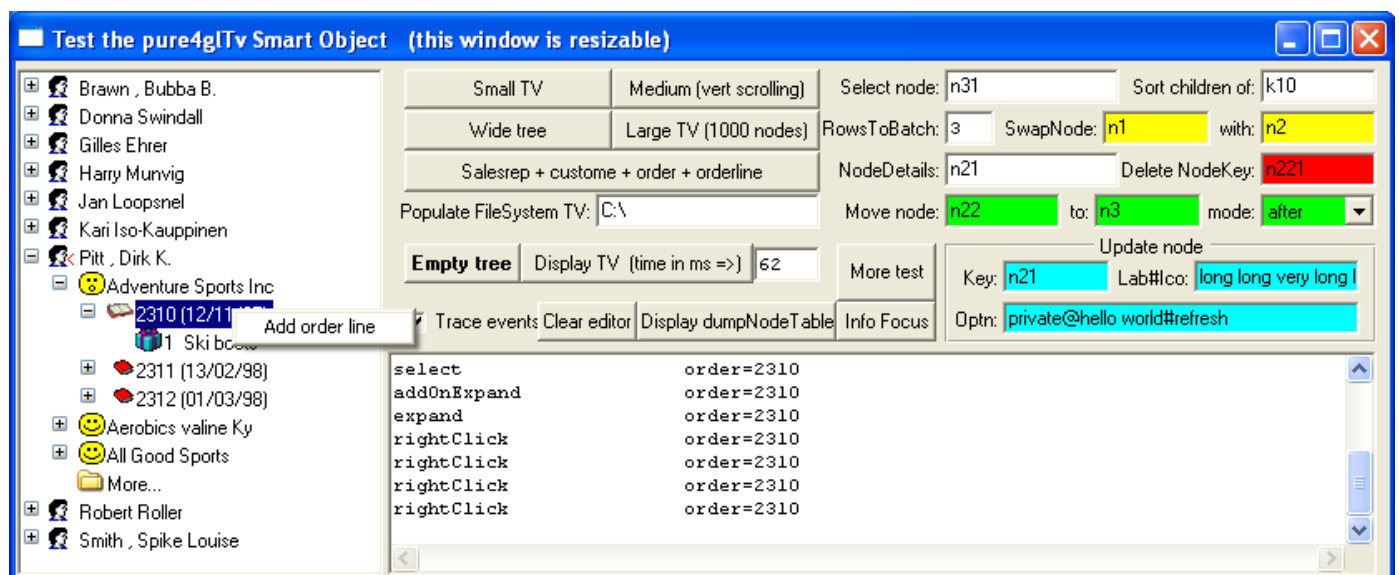 Test the pure4glTv Smart Object (this window is resizable)
Brawn , Bubba B.
Donna Swindall
Gilles Ehrer
Harry Munvig
Jan Loopsnel
Kari Iso-Kauppinen
Pitt , Dirk K.
Adventure Sports Inc
2310 (12/11
Add order line
1 Ski
2311 (13/02/98)
2312 (01/03/98)
Aerobics valine Ky
All Good Sports
More...
Robert Roller
Smith , Spike Louise
Small TV Medium (vert scrolling) Select node: n31 Sort children of: k10
Wide tree Large TV (1000 nodes) RowsToBatch: 3 SwapNode: n1 with: n2
Salesrep + custome + order + orderline NodeDetails: n21 Delete NodeKey: n221
Populate FileSystem TV: C:\ Move node: n22 to: n3 mode: after
Empty tree Display TV (time in ms =>) 62 More test
Update node
Key: n21 Lab#Ico: long long very long l
Trace events Clear editor Display dumpNodeTable Info Focus Optn: private@hello world#refresh
select order=2310
addOnExpand order=2310
expand order=2310
rightClick order=2310
rightClick order=2310
rightClick order=2310
rightClick order=2310